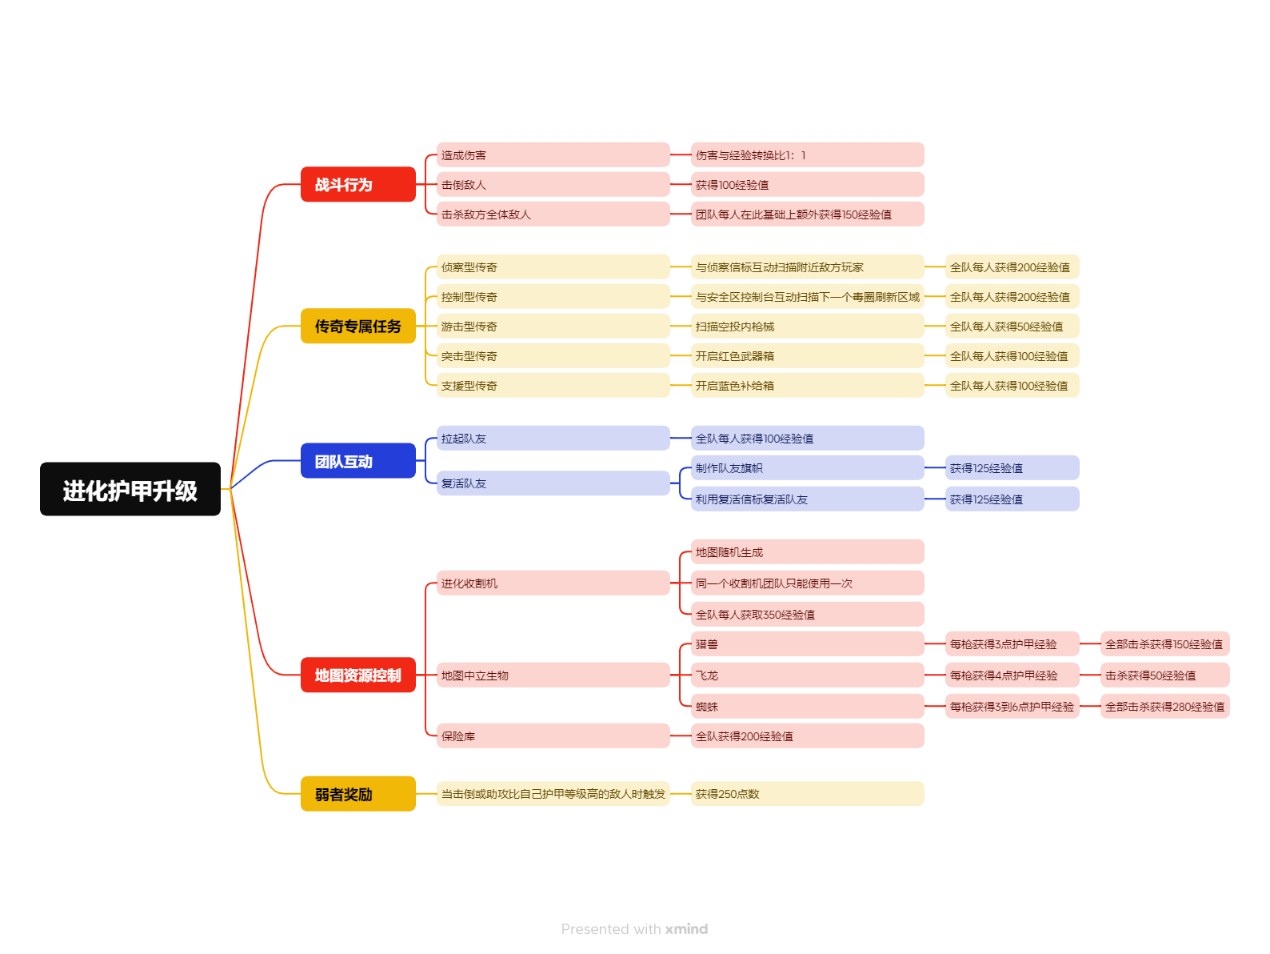 进化护甲升级
战斗行为
造成伤害
伤害与经验转换比1：1
击倒敌人
获得100经验值
击杀敌方全体敌人
团队每人在此基础上额外获得150经验值
传奇专属任务
侦察型传奇
与侦察信标互动扫描附近敌方玩家
全队每人获得200经验值
控制型传奇
与安全区控制台互动扫描下一个毒圈刷新区域
全队每人获得200经验值
游击型传奇
扫描空投内枪械
全队每人获得50经验值
突击型传奇
开启红色武器箱
全队每人获得100经验值
支援型传奇
开启蓝色补给箱
全队每人获得100经验值
团队互动
拉起队友
全队每人获得100经验值
复活队友
制作队友旗帜
获得125经验值
利用复活信标复活队友
获得125经验值
地图资源控制
进化收割机
地图随机生成
同一个收割机团队只能使用一次
全队每人获取350经验值
地图中立生物
猎兽
每枪获得3点护甲经验
全部击杀获得150经验值
飞龙
每枪获得4点护甲经验
击杀获得50经验值
蜘蛛
每枪获得3到6点护甲经验
全部击杀获得280经验值
保险库
全队获得200经验值
弱者奖励
当击倒或助攻比自己护甲等级高的敌人时触发
获得250点数
Presented with xmind